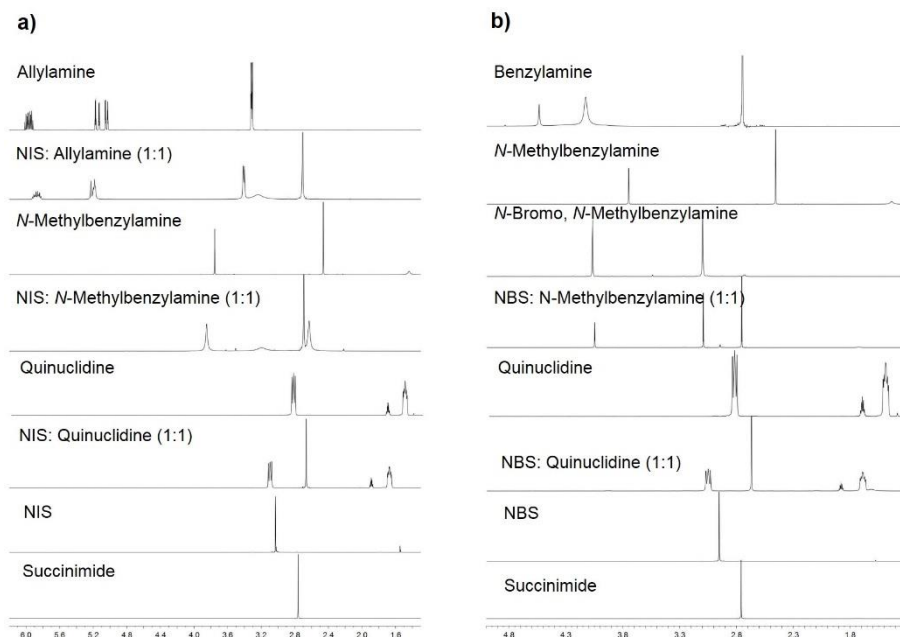 a)
Allylamine
NIS: Allylamine (1:1)
N-Methylbenzylamine
NIS: N-Methylbenzylamine (1:1)
Quinuclidine
NIS: Quinuclidine (1:1)
NIS
Succinimide
6.0 5.6 5.2 4.8 4.4 4.0 3.6 3.2 2.8 2.4 2.0 1.6
b)
Benzylamine
N-Methylbenzylamine
N-Bromo, N-Methylbenzylamine
NBS: N-Methylbenzylamine (1:1)
Quinuclidine
NBS: Quinuclidine (1:1)
NBS
Succinimide
4.8 4.3 3.8 3.3 2.8 2.3 1.8